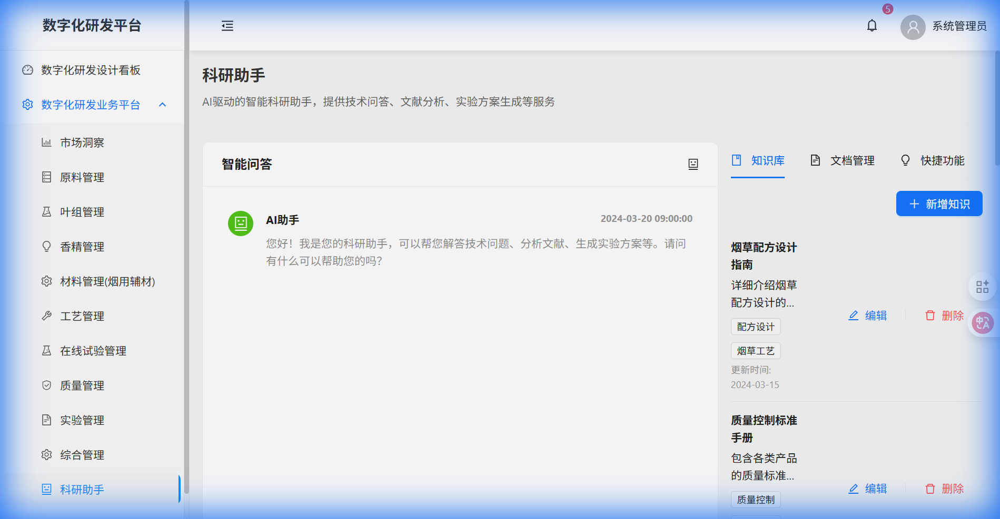 数字化研发平台
5
系统管理员
数字化研发设计看板
数字化研发业务平台
市场洞察
原料管理
叶组管理
香精管理
材料管理(烟用辅材)
工艺管理
在线试验管理
质量管理
实验管理
综合管理
科研助手
科研助手
AI驱动的智能科研助手，提供技术问答、文献分析、实验方案生成等服务
智能问答
AI助手
2024-03-20 09:00:00
您好！我是您的科研助手，可以帮您解答技术问题、分析文献、生成实验方案等。请问
有什么可以帮助您的吗？
知识库
文档管理
快捷功能
新增知识
烟草配方设计
指南
详细介绍烟草
配方设计的...
配方设计
烟草工艺
更新时间:
2024-03-15
编辑
删除
中A
质量控制标准
手册
包含各类产品
的质量标准...
质量控制
编辑
删除